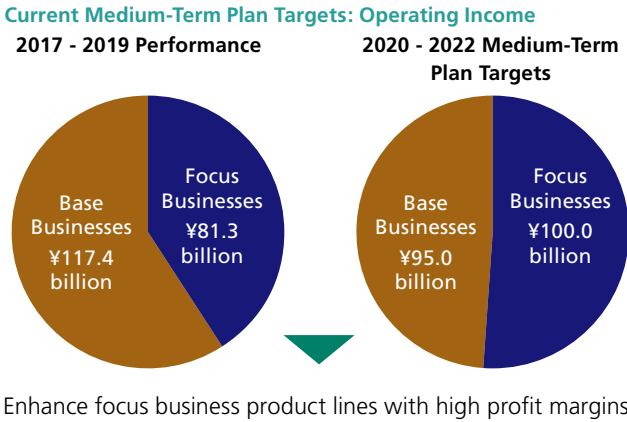 Current Medium-Term Plan Targets: Operating Income
2017 - 2019 Performance
Base
Businesses
¥117.4
billion
Focus
Businesses
¥81.3
billion
2020 - 2022 Medium-Term
Plan Targets
Base
Businesses
¥95.0
billion
Focus
Businesses
¥100.0
billion
Enhance focus business product lines with high profit margins